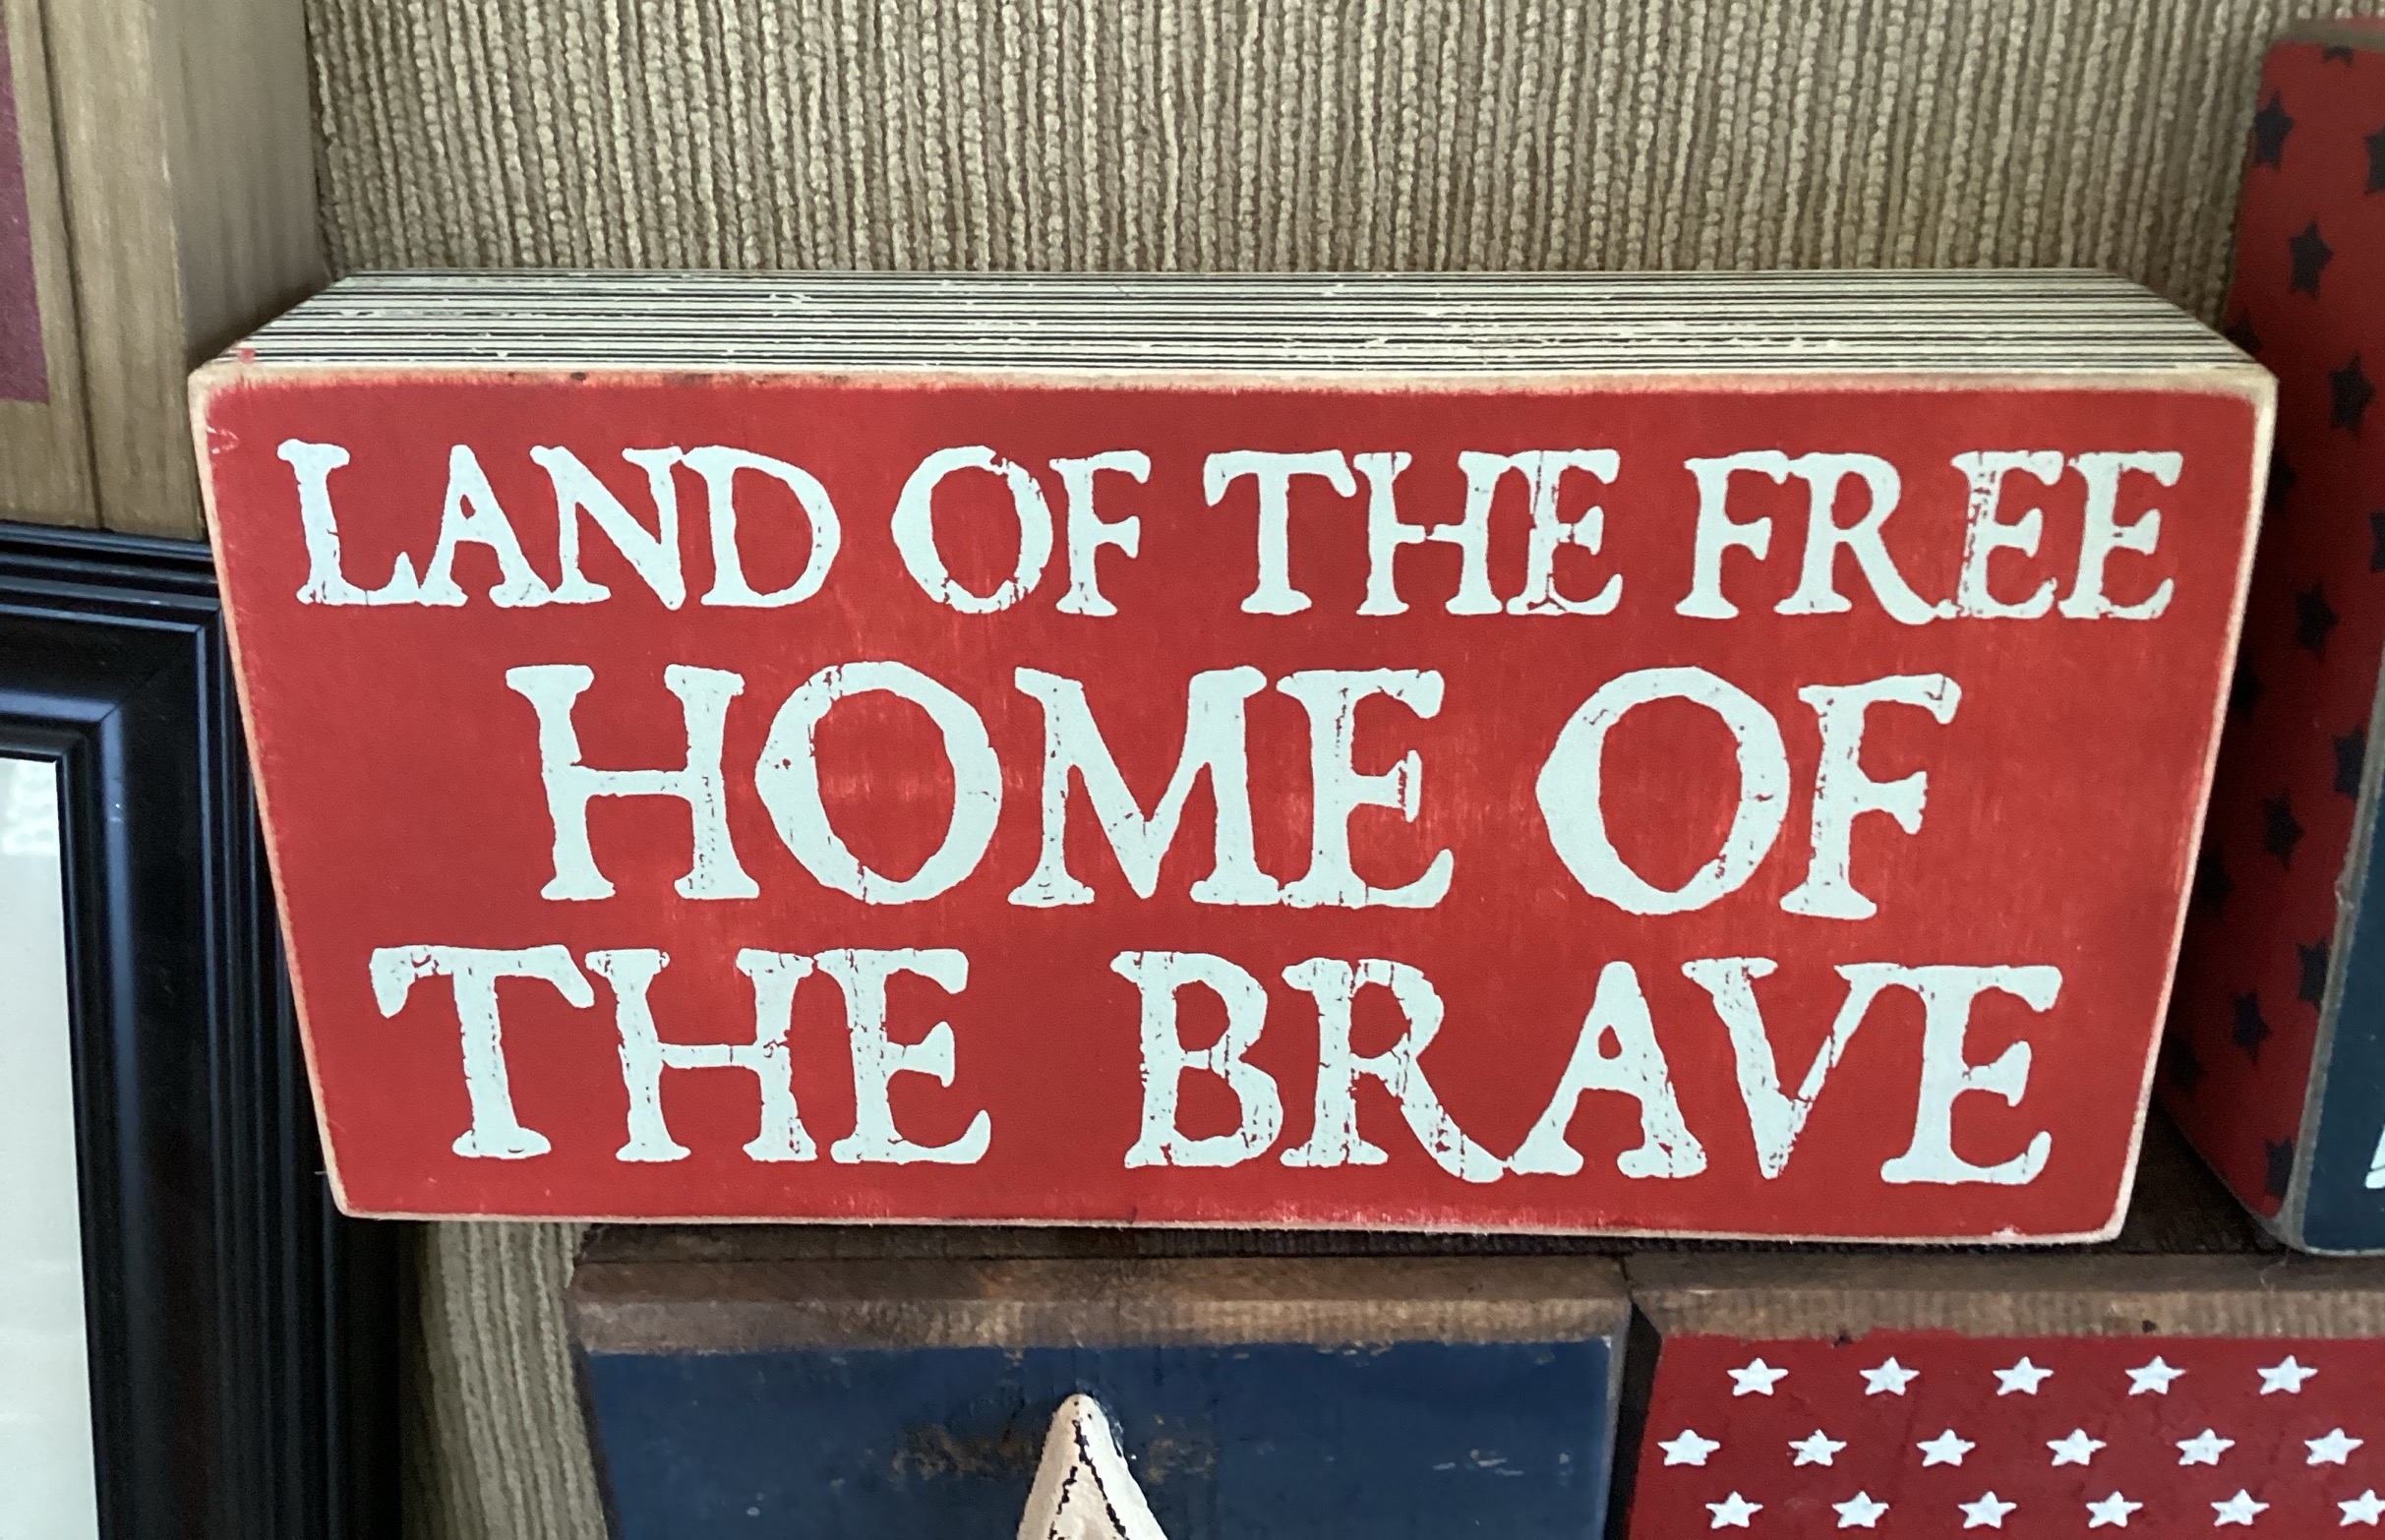 LAND OF THE FREE
HOME OF
THE BRAVE